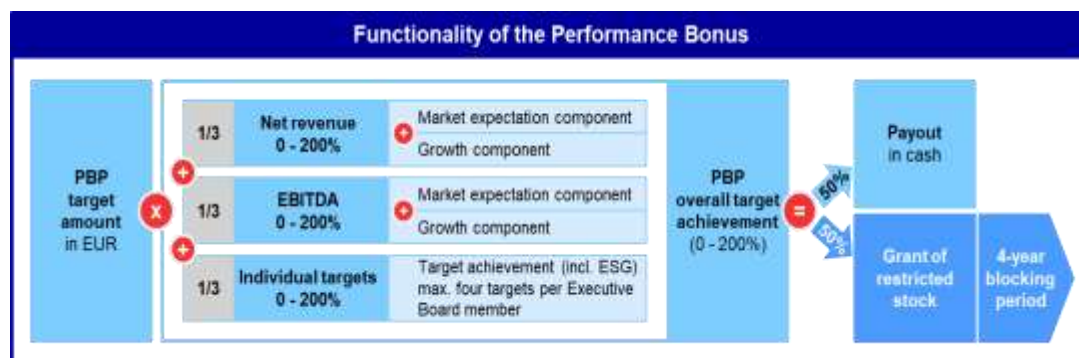 Functionality of the Performance Bonus
PBP
target
amount
in EUR
x
1/3
Net revenue
0 - 200%
+
Market expectation component
Growth component
+
1/3
EBITDA
0 - 200%
+
Market expectation component
Growth component
+
1/3
Individual targets
0 - 200%
Target achievement (incl. ESG)
max. four targets per Executive
Board member
PBP
overall target
achievement
(0 - 200%)
=
50%
Payout
in cash
50%
Grant of
restricted
stock
4-year
blocking
period